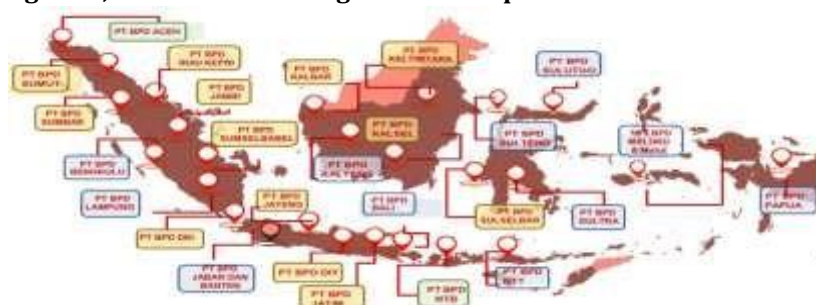 PT BPD ACEH
PT BPD
RIAU KEPRI
PT BPD
SUMUT
PT BPD
JAMBI
PT BPD
SUMBAR
PT BPD
SUMSELBABEL
PT BPD
BENGKULU
PT BPD
LAMPUNG
PT BPD DKI
PT BPD
JATENG
PT BPD
JABAR DAN
BANTEN
PT BPD DIY
PT BPD
JATIM
PT BPD
KALBAR
PT BPD
KALTIMTARA
PT BPD
KALSEL
PT BPD
KALTENG
PT BPD
BALI
PT BPD
NTB
PT BPD
NTT
PT BPD
SULUTGO
PT BPD
SULTENG
PT BPD
SULSELBAR
PT BPD
SULTRA
BPD
MALUKU
PT BPD
PAPUA